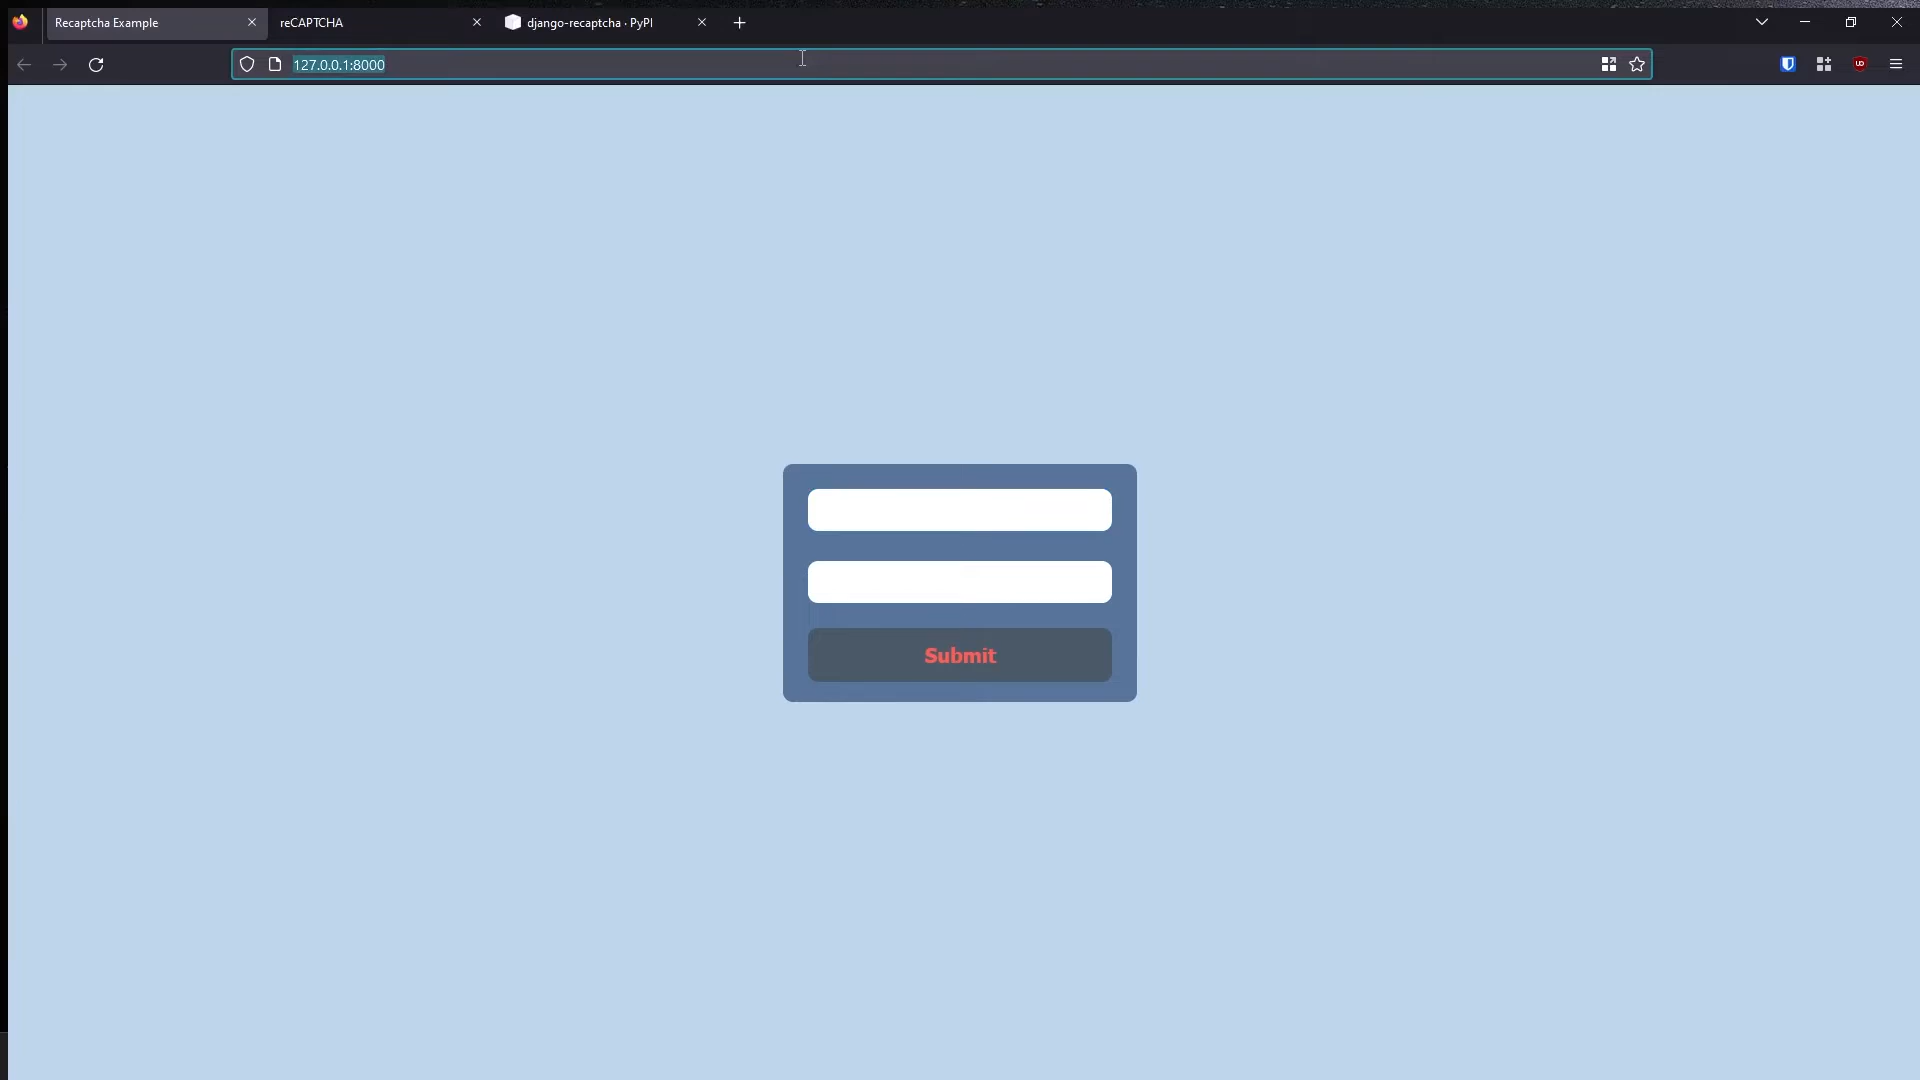 Recaptcha Example
reCAPTCHA
django-recaptcha · PyPI
127.0.0.1:8000
Submit